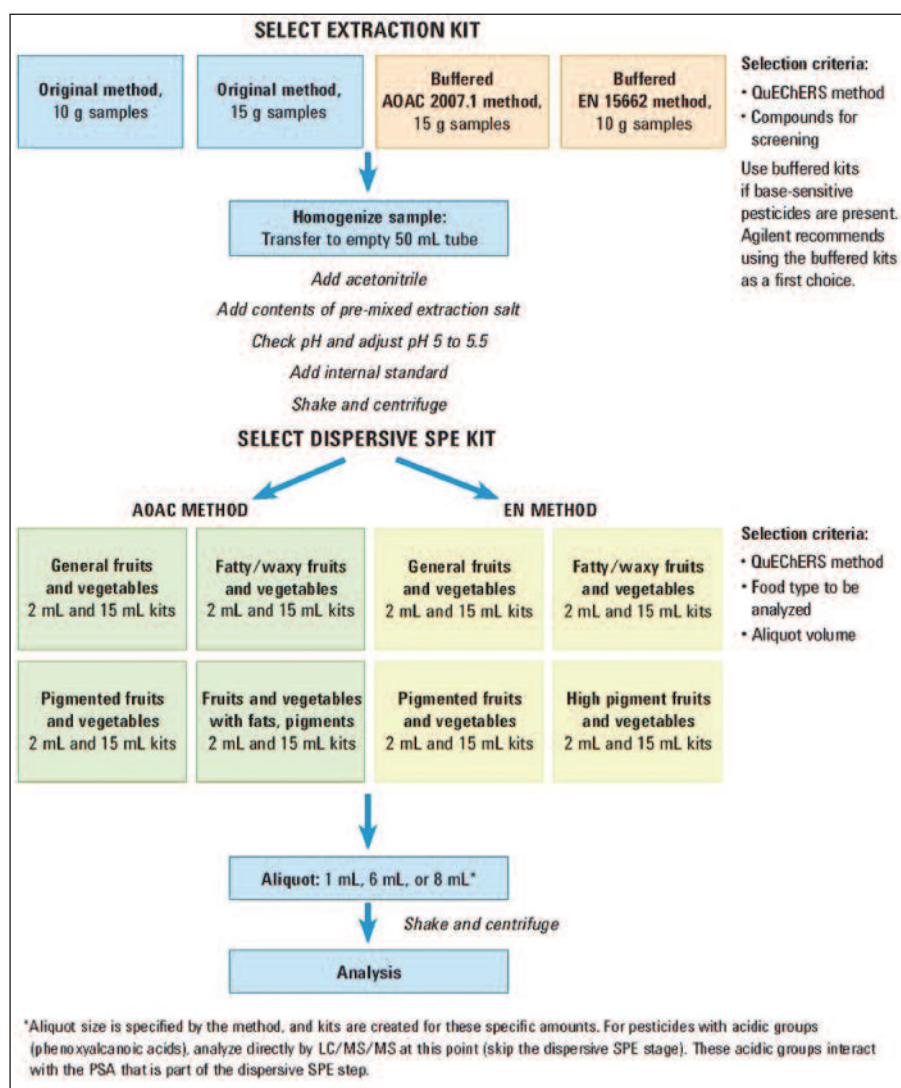 SELECT EXTRACTION KIT
Original method,
10 g samples
Original method,
15 g samples
Buffered
AOAC 2007.1 method,
15 g samples
Buffered
EN 15662 method,
10 g samples
Selection criteria:
• QuEChERS method
• Compounds for
screening
Use buffered kits
if base-sensitive
pesticides are present.
Agilent recommends
using the buffered kits
as a first choice.
Homogenize sample:
Transfer to empty 50 mL tube
Add acetonitrile
Add contents of pre-mixed extraction salt
Check pH and adjust pH 5 to 5.5
Add internal standard
Shake and centrifuge
SELECT DISPERSIVE SPE KIT
AOAC METHOD
EN METHOD
General fruits
and vegetables
2 mL and 15 mL kits
Fatty/waxy fruits
and vegetables
2 mL and 15 mL kits
General fruits
and vegetables
2 mL and 15 mL kits
Fatty/waxy fruits
and vegetables
2 mL and 15 mL kits
Selection criteria:
• QuEChERS method
• Food type to be
analyzed
• Aliquot volume
Pigmented fruits
and vegetables
2 mL and 15 mL kits
Fruits and vegetables
with fats, pigments
2 mL and 15 mL kits
Pigmented fruits
and vegetables
2 mL and 15 mL kits
High pigment fruits
and vegetables
2 mL and 15 mL kits
Aliquot: 1 mL, 6 mL, or 8 mL*
Shake and centrifuge
Analysis
*Aliquot size is specified by the method, and kits are created for these specific amounts. For pesticides with acidic groups
(phenoxyalcanoic acids), analyze directly by LC/MS/MS at this point (skip the dispersive SPE stage). These acidic groups interact
with the PSA that is part of the dispersive SPE step.